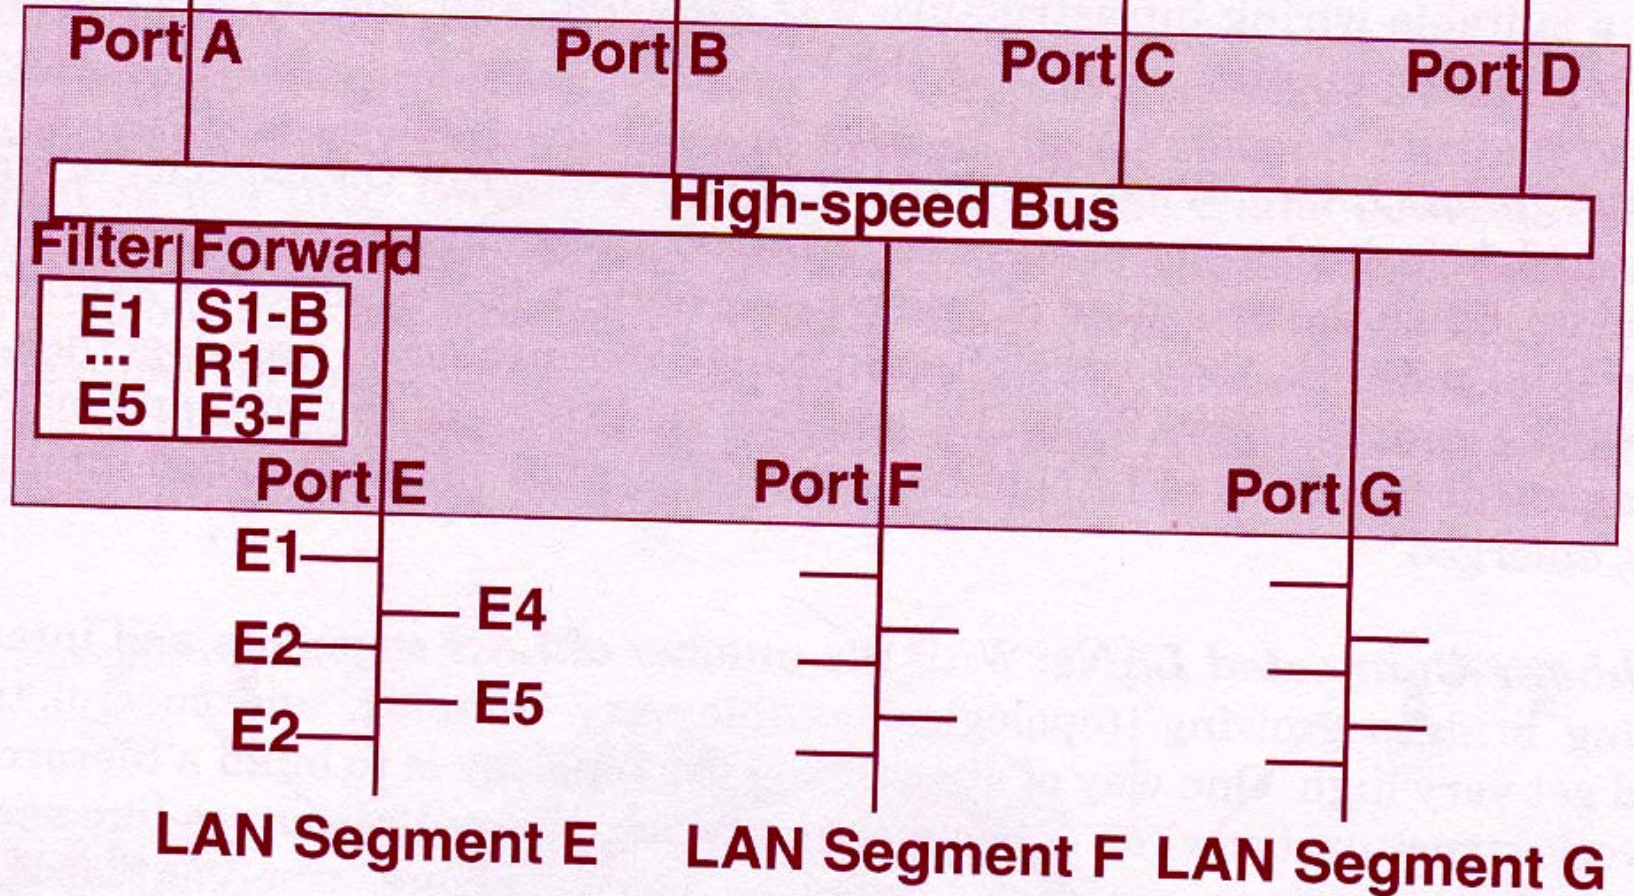 Port A
Port B
Port C
Port D
High-speed Bus
Filter Forward
E1 S1-B
... R1-D
E5 F3-F
Port E
Port F
Port G
E1
E4
E2
E5
E2
LAN Segment E
LAN Segment F
LAN Segment G